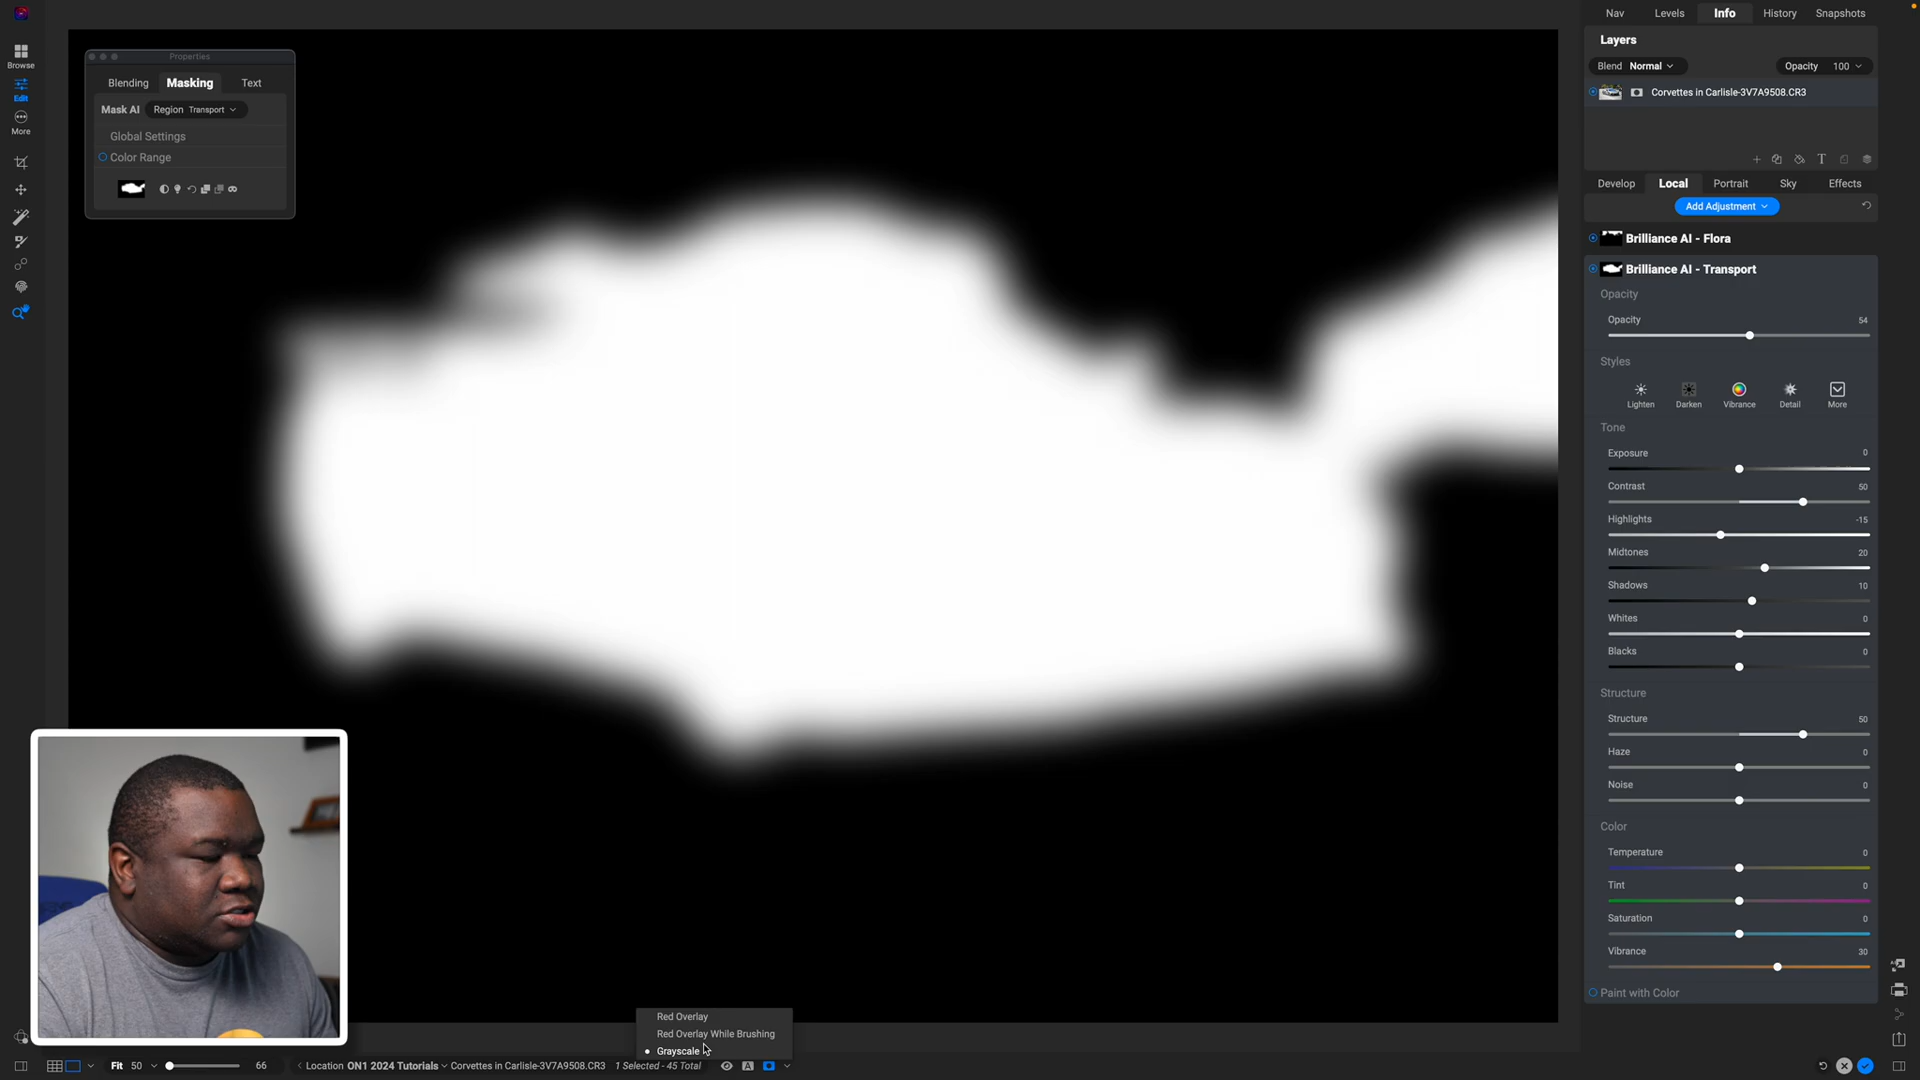 Browse
Edit
More
Properties
Blending Masking Text
Mask AI Region Transport
Global Settings
Color Range
Nav Levels Info History Snapshots
Layers
Blend Normal Opacity 100
Corvettes in Carlisle-3V7A9508.CR3
T
Develop Local Portrait Sky Effects
Add Adjustment
Brilliance AI - Flora
Brilliance AI - Transport
Opacity
Opacity 54
Styles
Lighten Darken Vibrance Detail More
Tone
Exposure 0
Contrast 50
Highlights -15
Midtones 20
Shadows 10
Whites 0
Blacks 0
Structure
Structure 50
Haze 0
Noise 0
Color
Temperature 0
Tint 0
Saturation 0
Vibrance 30
Paint with Color
Red Overlay
Red Overlay While Brushing
Grayscale
Fit 50 66 Location ON1 2024 Tutorials Corvettes in Carlisle-3V7A9508.CR3 1 Selected - 45 Total A